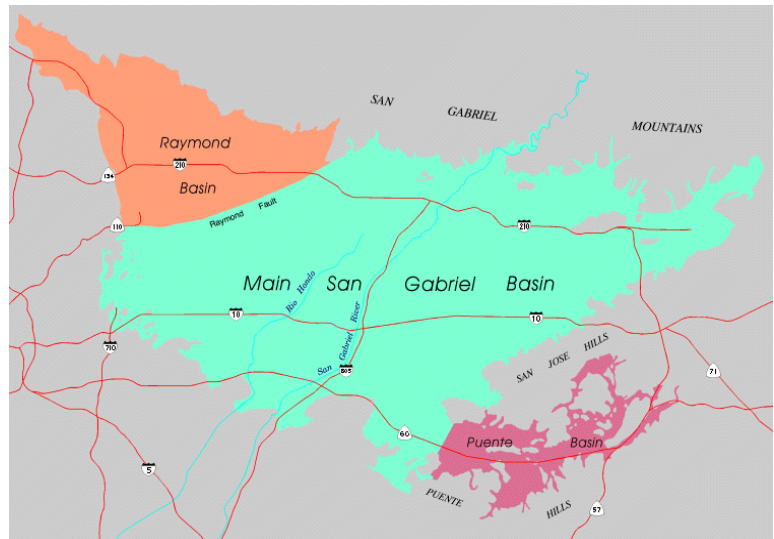 SAN GABRIEL MOUNTAINS
Raymond
210
134
Basin
Raymond Fault
110
210
Main San Gabriel Basin
Rio Hondo
San Gabriel River
10
10
710
605
SAN JOSE HILLS
71
60
Puente Basin
5
PUENTE HILLS
57